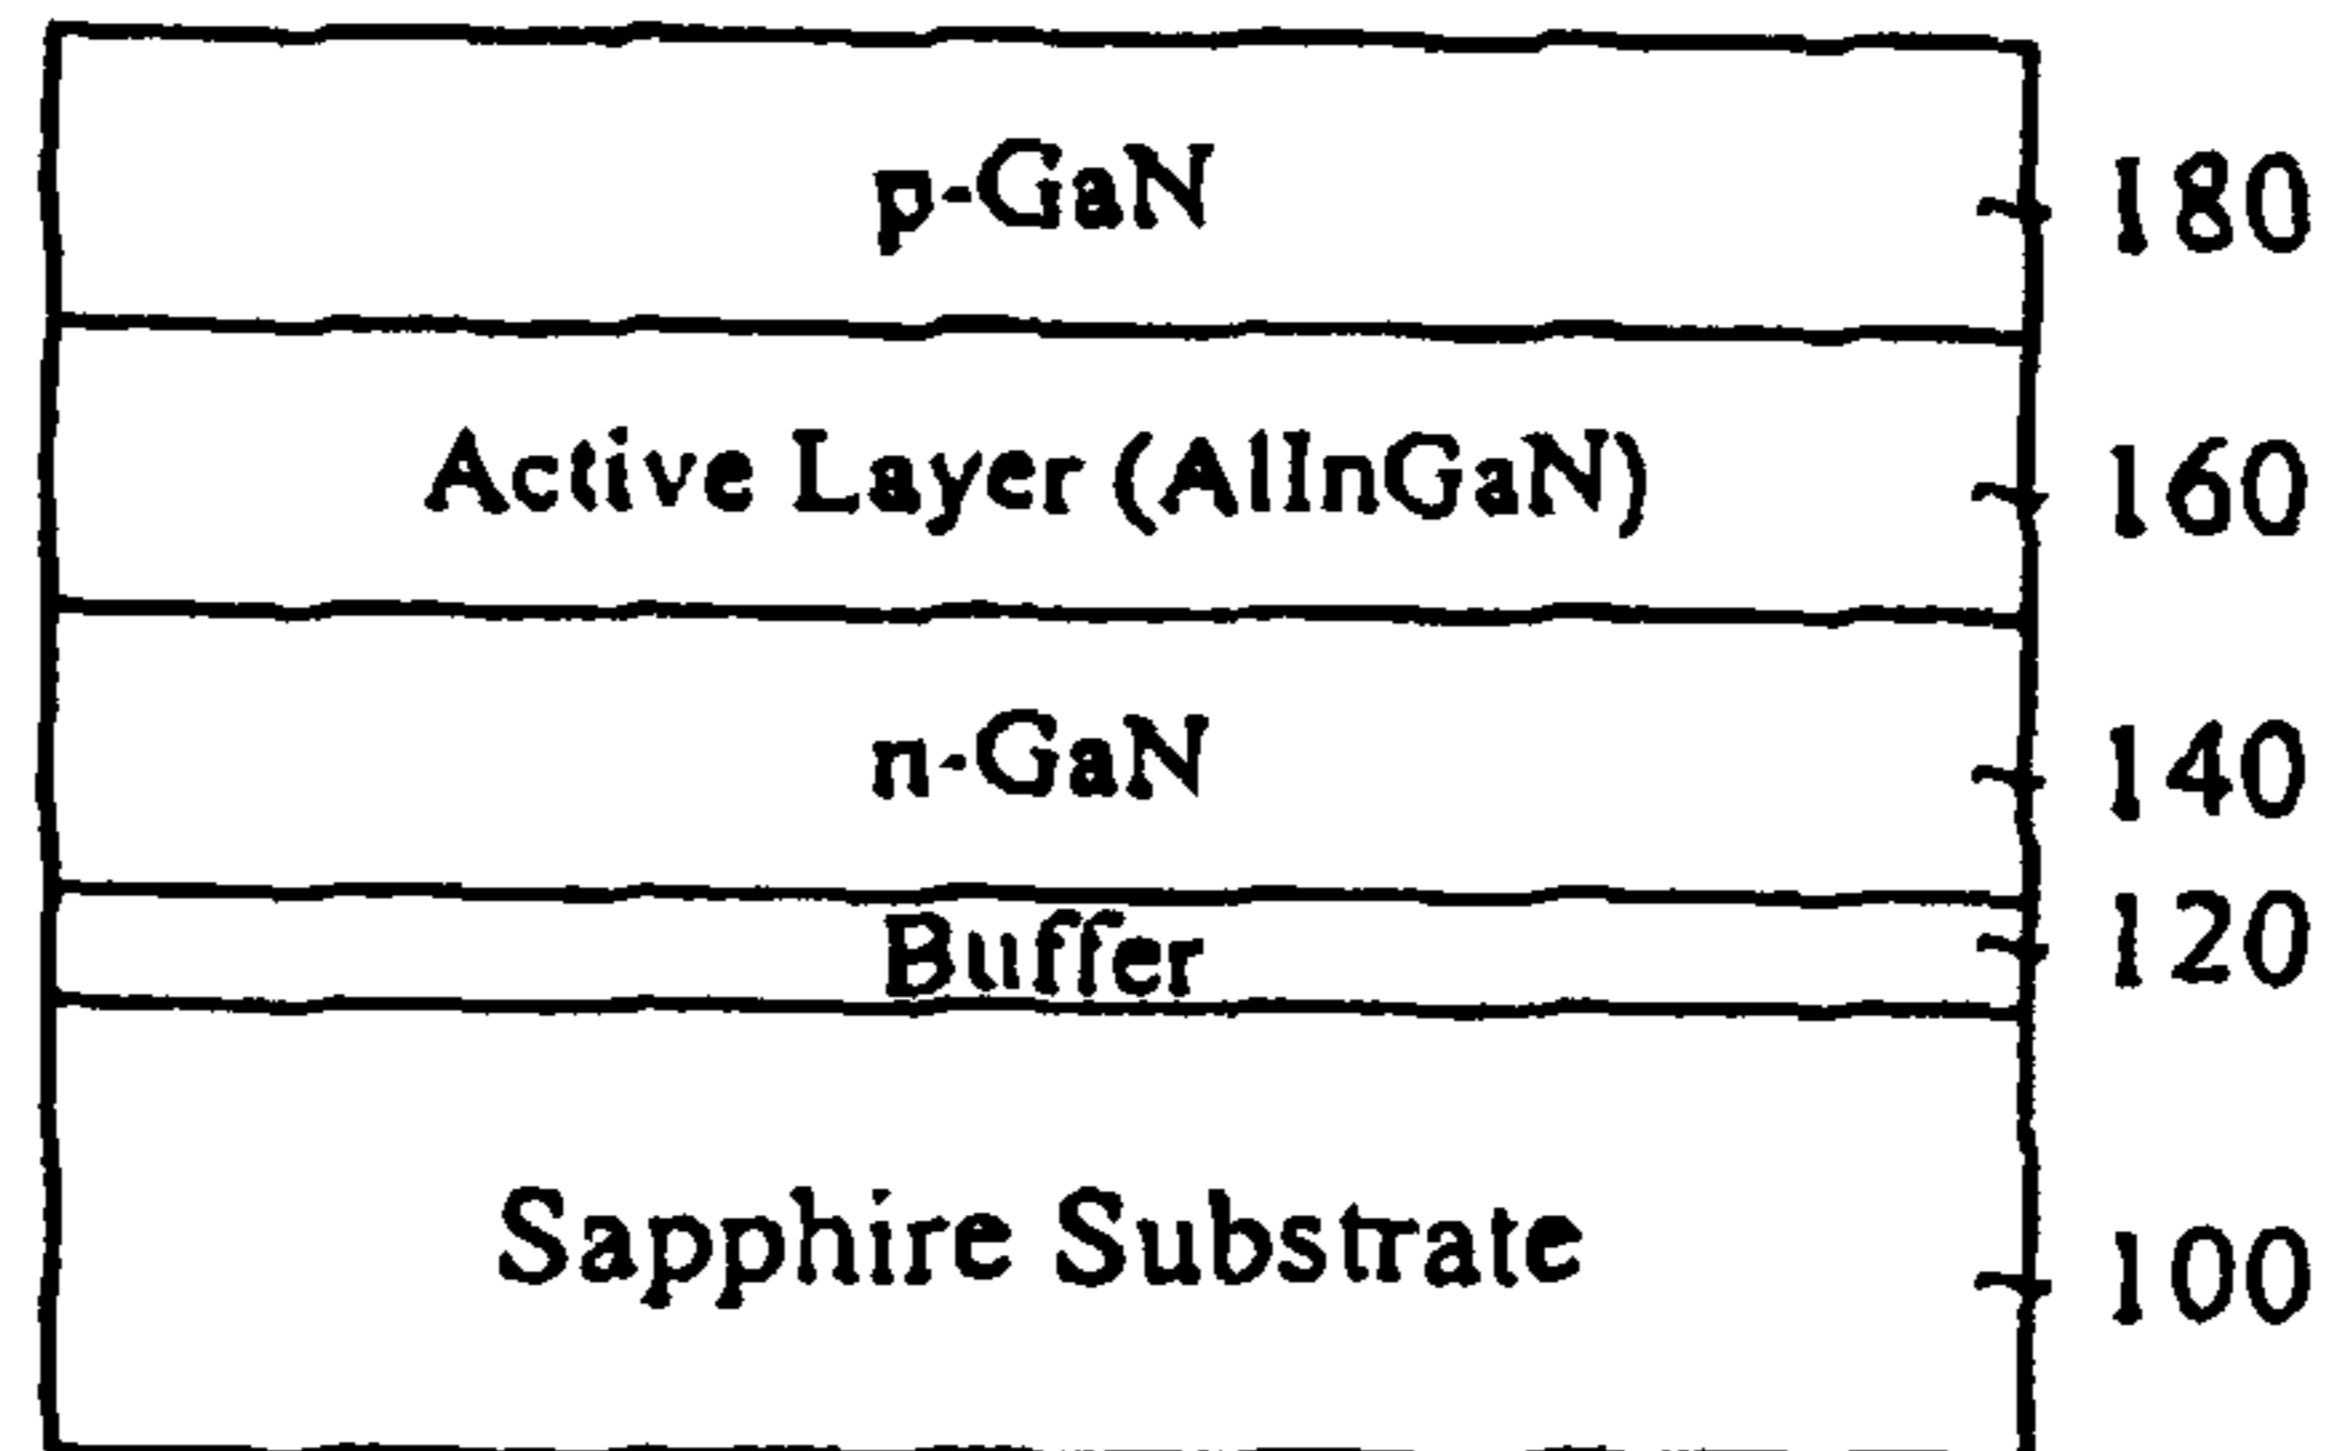 p-GaN 180
Active Layer (AlInGaN) 160
n-GaN 140
Buffer 120
Sapphire Substrate 100